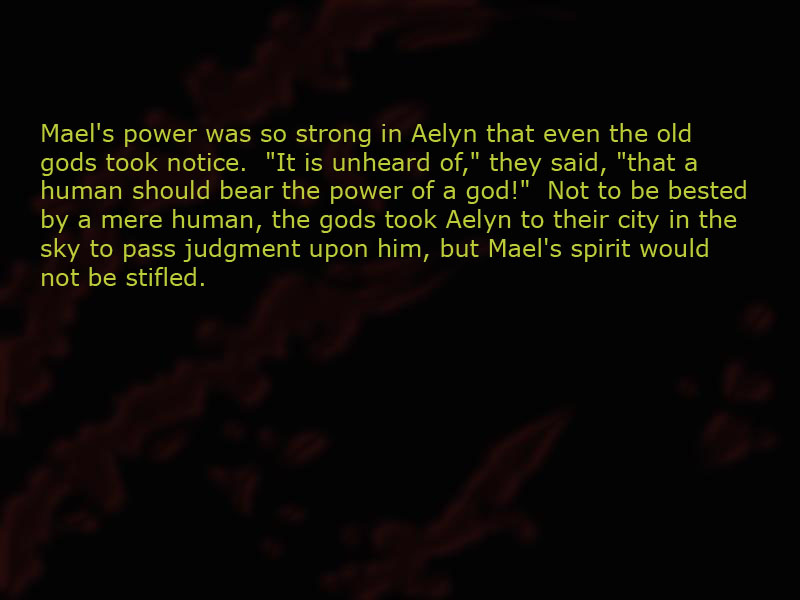 Mael's power was so strong in Aelyn that even the old
gods took notice.  "It is unheard of," they said, "that a
human should bear the power of a god!"  Not to be bested
by a mere human, the gods took Aelyn to their city in the
sky to pass judgment upon him, but Mael's spirit would
not be stifled.